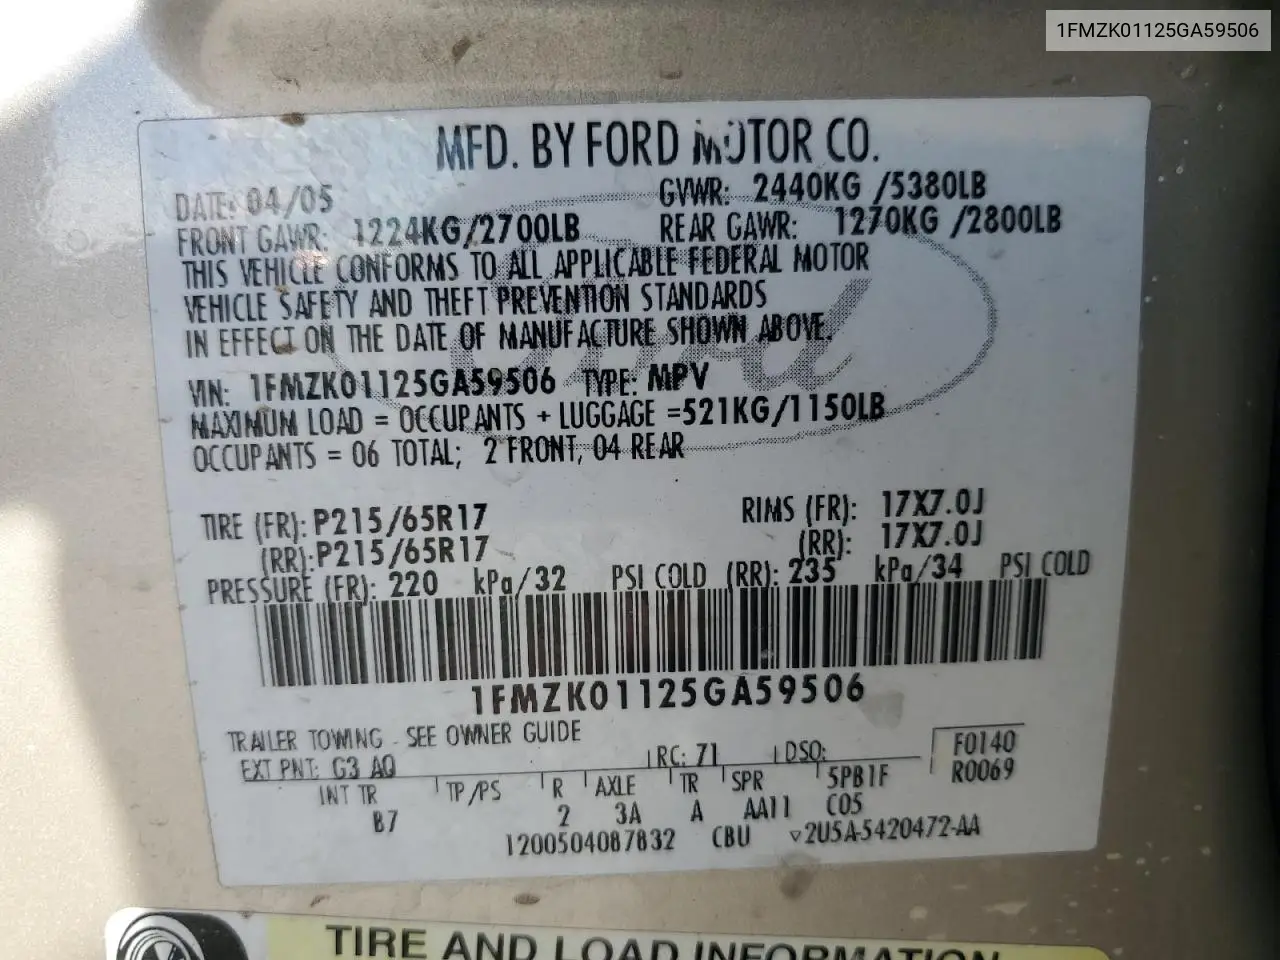 1FMZK01125GA59506
MFD. BY FORD MOTOR CO.
DATE: 04/05 GVWR: 2440KG /5380LB
FRONT GAWR: 1224KG/2700LB REAR GAWR: 1270KG /2800LB
THIS VEHICLE CONFORMS TO ALL APPLICABLE FEDERAL MOTOR
VEHICLE SAFETY AND THEFT PREVENTION STANDARDS
IN EFFECT ON THE DATE OF MANUFACTURE SHOWN ABOVE.
Ford
VIN: 1FMZK01125GA59506 TYPE: MPV
MAXIMUM LOAD = OCCUPANTS + LUGGAGE =521KG/1150LB
OCCUPANTS = 06 TOTAL; 2 FRONT, 04 REAR
TIRE (FR): P215/65R17 RIMS (FR): 17X7.0J
(RR): P215/65R17 (RR): 17X7.0J
PRESSURE (FR): 220 kPa/32 PSI COLD (RR): 235 kPa/34 PSI COLD
1FMZK01125GA59506
TRAILER TOWING - SEE OWNER GUIDE
EXT PNT: G3 AQ RC: 71 DSO: F0140
INT TR TP/PS R AXLE TR SPR 5PB1F R0069
B7 2 3A A AA11 C05
1200504087832 CBU ▽2U5A-5420472-AA
TIRE AND LOAD INFORMATION